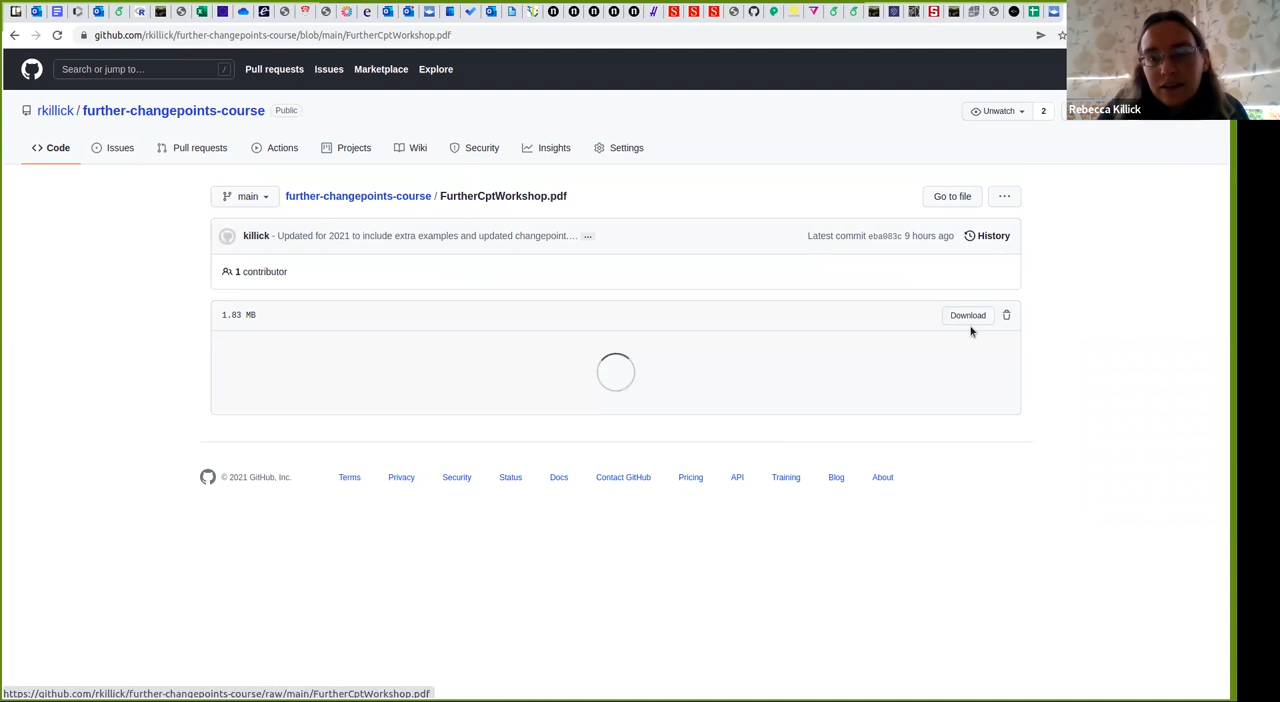 github.com/rkillick/further-changepoints-course/blob/main/FurtherCptWorkshop.pdf
Search or jump to…
/
Pull requests
Issues
Marketplace
Explore
Rebecca Killick
rkillick / further-changepoints-course
Public
Unwatch
2
Code
Issues
Pull requests
Actions
Projects
Wiki
Security
Insights
Settings
main
further-changepoints-course / FurtherCptWorkshop.pdf
Go to file
killick - Updated for 2021 to include extra examples and updated changepoint.…
Latest commit eba083c 9 hours ago
History
1 contributor
1.83 MB
Download
© 2021 GitHub, Inc.
Terms
Privacy
Security
Status
Docs
Contact GitHub
Pricing
API
Training
Blog
About
https://github.com/rkillick/further-changepoints-course/raw/main/FurtherCptWorkshop.pdf